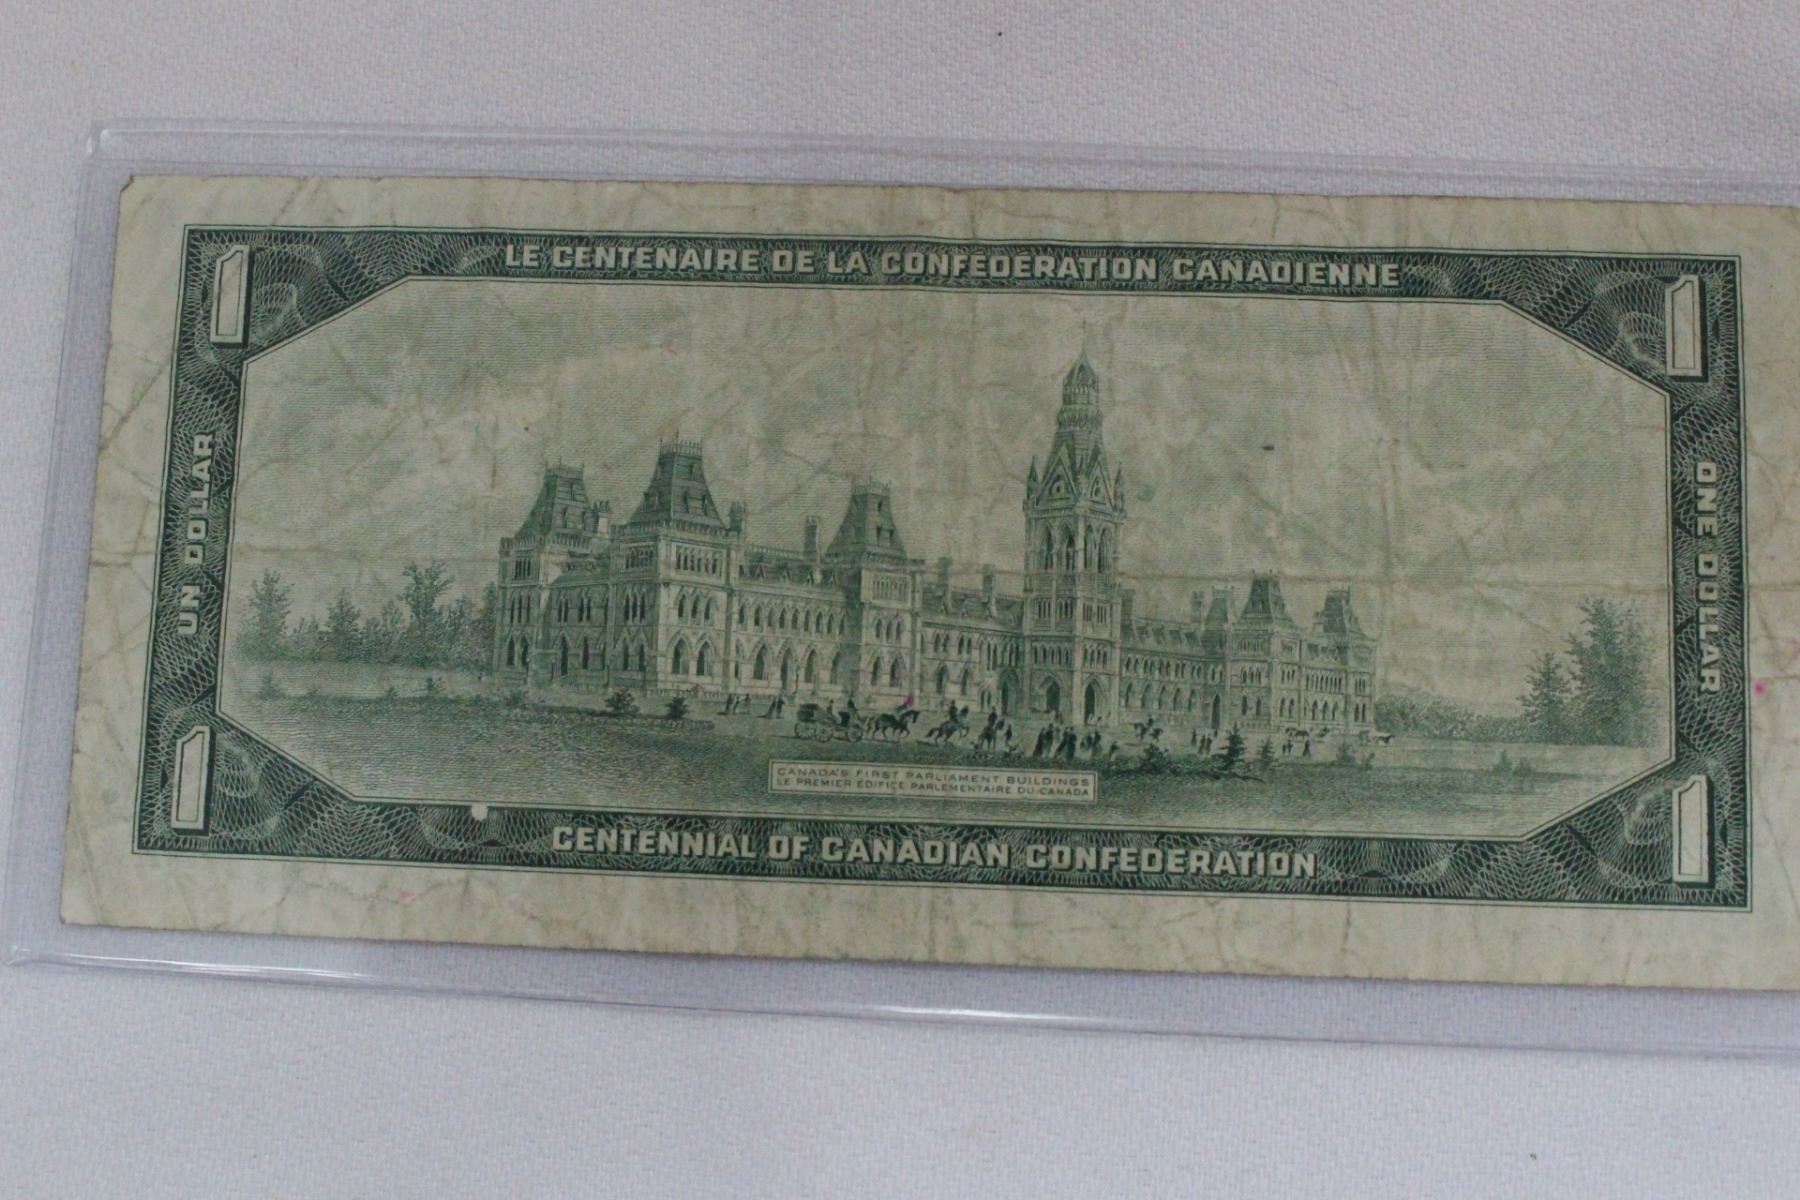 1
LE CENTENAIRE DE LA CONFÉDÉRATION CANADIENNE
1
UN DOLLAR
ONE DOLLAR
CANADA'S FIRST PARLIAMENT BUILDINGS
LE PREMIER EDIFICE PARLEMENTAIRE DU CANADA
1
CENTENNIAL OF CANADIAN CONFEDERATION
1